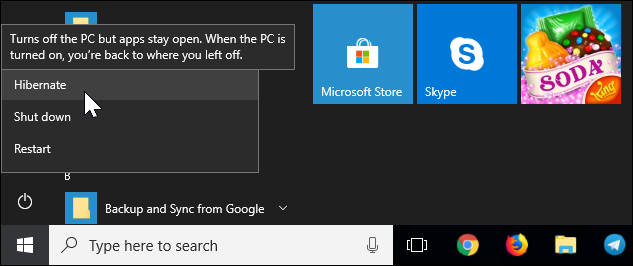 Turns off the PC but apps stay open. When the PC is
turned on, you're back to where you left off.
Hibernate
Shut down
Restart
B
Backup and Sync from Google
Microsoft Store
Skype
SODA
King
Type here to search